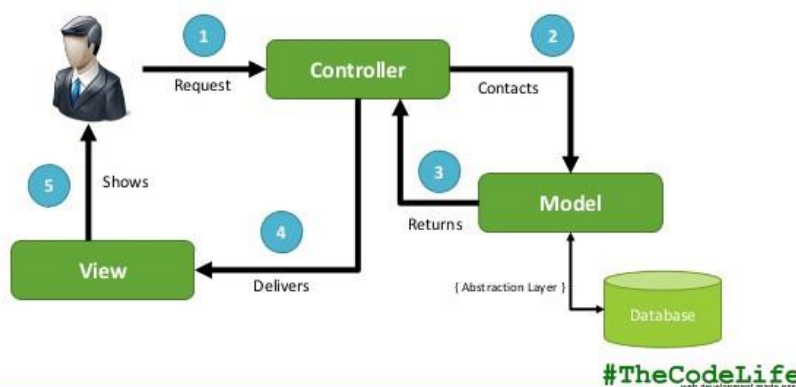 1
Request
Controller
2
Contacts
3
Returns
Model
4
Delivers
5
Shows
View
{ Abstraction Layer }
Database
#TheCodeLife